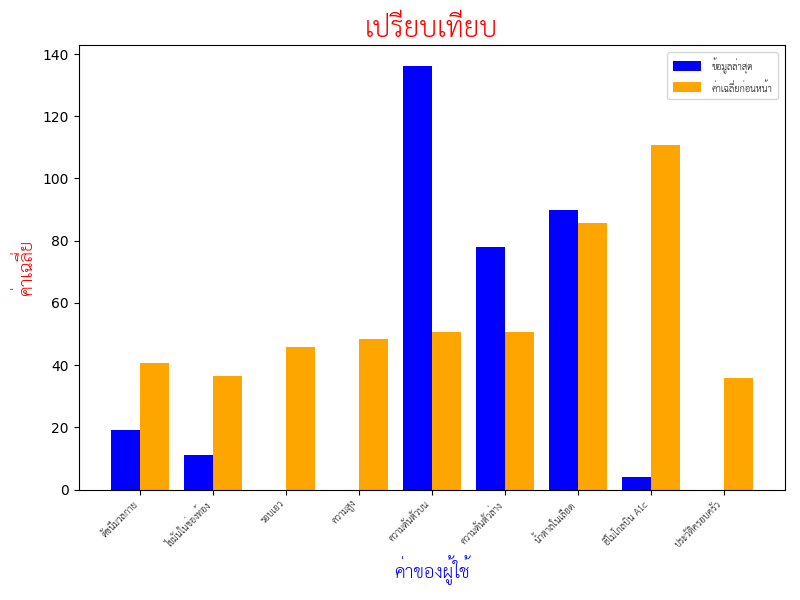 เปรียบเทียบ
ข้อมูลล่าสุด
ค่าเฉลี่ยก่อนหน้า
140
120
100
80
60
40
20
0
ค่าเฉลี่ย
ดัชนีมวลกาย
ไขมันในช่องท้อง
รอบเอว
ความสูง
ความดันตัวบน
ความดันตัวล่าง
น้ำตาลในเลือด
ฮีโมโกลบิน A1c
ประวัติครอบครัว
ค่าของผู้ใช้